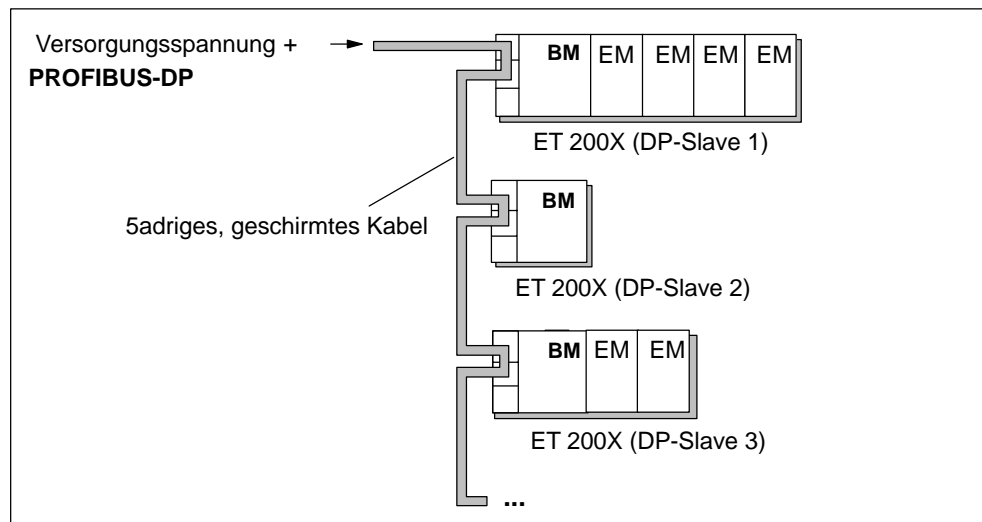 Versorgungsspannung +
PROFIBUS-DP
BM EM EM EM EM
ET 200X (DP-Slave 1)
5adriges, geschirmtes Kabel
BM
ET 200X (DP-Slave 2)
BM EM EM
ET 200X (DP-Slave 3)
...